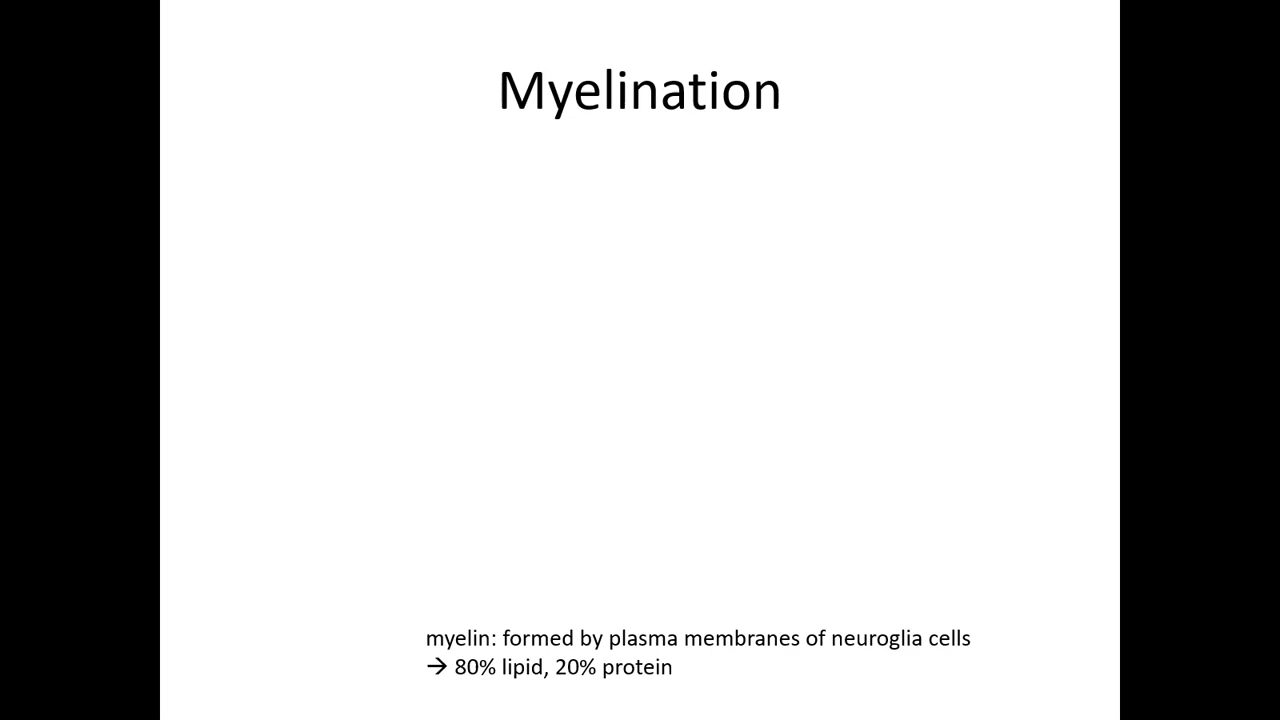 Myelination
myelin: formed by plasma membranes of neuroglia cells
→ 80% lipid, 20% protein